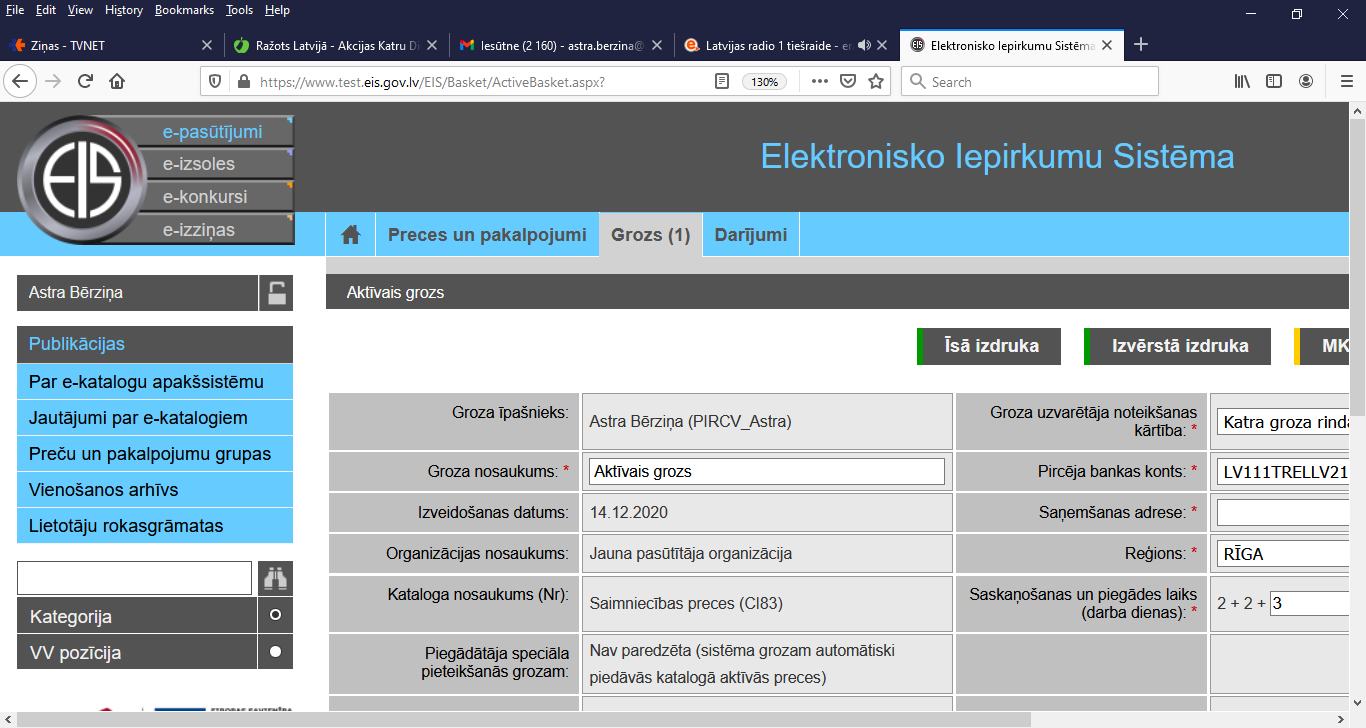 File Edit View History Bookmarks Tools Help
Ziņas - TVNET
Ražots Latvijā - Akcijas Katru Di
Iesūtne (2 160) - astra.berzina@
Latvijas radio 1 tiešraide - er
Elektronisko Iepirkumu Sistēma
https://www.test.eis.gov.lv/EIS/Basket/ActiveBasket.aspx?
130%
Search
EIS
e-pasūtījumi
e-izsoles
e-konkursi
e-izziņas
Elektronisko Iepirkumu Sistēma
Preces un pakalpojumi
Grozs (1)
Darījumi
Astra Bērziņa
Publikācijas
Par e-katalogu apakšsistēmu
Jautājumi par e-katalogiem
Preču un pakalpojumu grupas
Vienošanos arhīvs
Lietotāju rokasgrāmatas
Kategorija
VV pozīcija
Aktīvais grozs
Īsā izdruka
Izvērstā izdruka
MK
Groza īpašnieks:
Astra Bērziņa (PIRCV_Astra)
Groza uzvarētāja noteikšanas
kārtība: *
Katra groza rinda
Groza nosaukums: *
Aktīvais grozs
Pircēja bankas konts: *
LV111TRELLV21
Izveidošanas datums:
14.12.2020
Saņemšanas adrese: *
Organizācijas nosaukums:
Jauna pasūtītāja organizācija
Reģions: *
RĪGA
Kataloga nosaukums (Nr):
Saimniecības preces (CI83)
Saskaņošanas un piegādes laiks
(darba dienas): *
2 + 2 + 3
Piegādātāja speciāla
pieteikšanās grozam:
Nav paredzēta (sistēma grozam automātiski
piedāvās katalogā aktīvās preces)